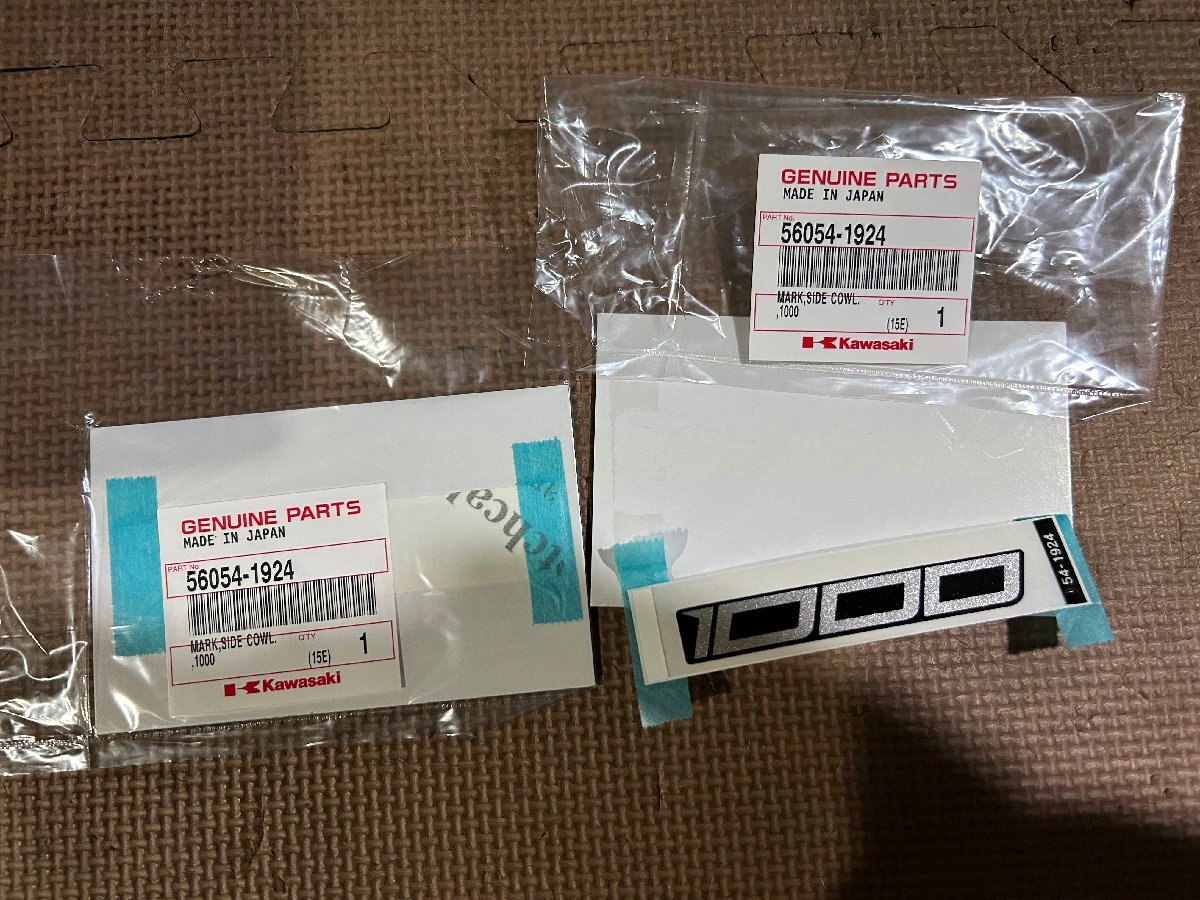 GENUINE PARTS
MADE IN JAPAN
PART No.
56054-1924
MARK,SIDE COWL.
,1000
QTY
(15E)
1
Kawasaki
GENUINE PARTS
MADE IN JAPAN
PART No.
56054-1924
MARK,SIDE COWL.
,1000
QTY
(15E)
1
Kawasaki
1000
54-1924